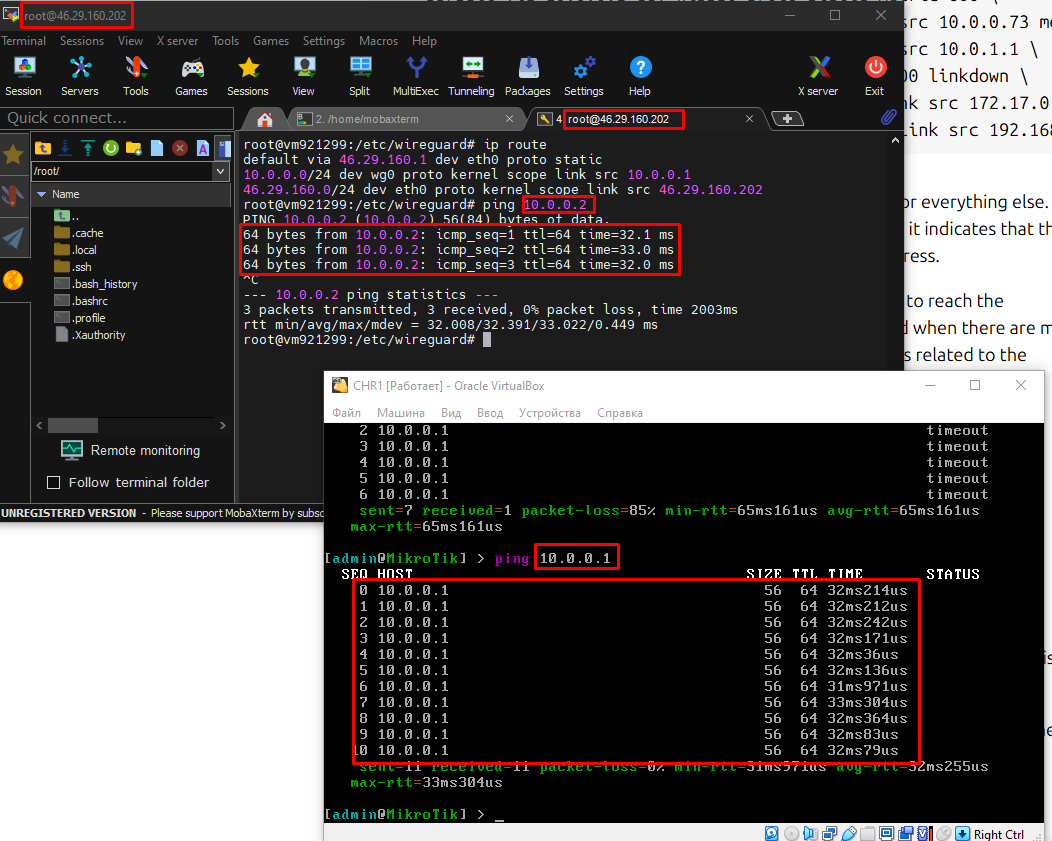 root@46.29.160.202
Terminal Sessions View X server Tools Games Settings Macros Help
Session Servers Tools Games Sessions View Split MultiExec Tunneling Packages Settings Help X server Exit
Quick connect...
2. /home/mobaxterm
4 root@46.29.160.202
/root/
Name
..
.cache
.local
.ssh
.bash_history
.bashrc
.profile
.Xauthority
Remote monitoring
Follow terminal folder
UNREGISTERED VERSION - Please support MobaXterm by subsc
root@vm921299:/etc/wireguard# ip route
default via 46.29.160.1 dev eth0 proto static
10.0.0.0/24 dev wg0 proto kernel scope link src 10.0.0.1
46.29.160.0/24 dev eth0 proto kernel scope link src 46.29.160.202
root@vm921299:/etc/wireguard# ping 10.0.0.2
PING 10.0.0.2 (10.0.0.2) 56(84) bytes of data.
64 bytes from 10.0.0.2: icmp_seq=1 ttl=64 time=32.1 ms
64 bytes from 10.0.0.2: icmp_seq=2 ttl=64 time=33.0 ms
64 bytes from 10.0.0.2: icmp_seq=3 ttl=64 time=32.0 ms
^C
--- 10.0.0.2 ping statistics ---
3 packets transmitted, 3 received, 0% packet loss, time 2003ms
rtt min/avg/max/mdev = 32.008/32.391/33.022/0.449 ms
root@vm921299:/etc/wireguard#
src 10.0.0.73 me
src 10.0.1.1 \
00 linkdown \
nk src 172.17.0.
link src 192.168
or everything else.
it indicates that th
ress.
to reach the
d when there are m
s related to the
CHR1 [Работает] - Oracle VirtualBox
Файл Машина Вид Ввод Устройства Справка
2 10.0.0.1 timeout
3 10.0.0.1 timeout
4 10.0.0.1 timeout
5 10.0.0.1 timeout
6 10.0.0.1 timeout
sent=7 received=1 packet-loss=85% min-rtt=65ms161us avg-rtt=65ms161us
max-rtt=65ms161us
[admin@MikroTik] > ping 10.0.0.1
SEQ HOST SIZE TTL TIME STATUS
0 10.0.0.1 56 64 32ms214us
1 10.0.0.1 56 64 32ms212us
2 10.0.0.1 56 64 32ms242us
3 10.0.0.1 56 64 32ms171us
4 10.0.0.1 56 64 32ms36us
5 10.0.0.1 56 64 32ms136us
6 10.0.0.1 56 64 31ms971us
7 10.0.0.1 56 64 33ms304us
8 10.0.0.1 56 64 32ms364us
9 10.0.0.1 56 64 32ms83us
10 10.0.0.1 56 64 32ms79us
sent=11 received=11 packet-loss=0% min-rtt=31ms971us avg-rtt=32ms255us
max-rtt=33ms304us
[admin@MikroTik] > _
Right Ctrl